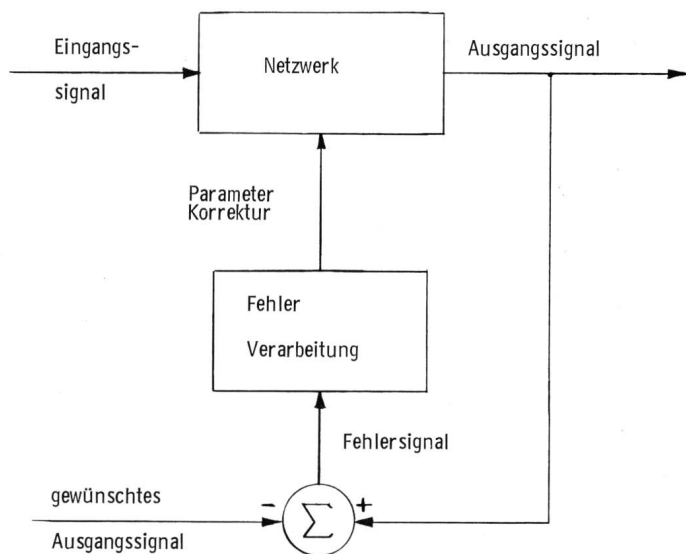 Eingangs-
signal
Netzwerk
Ausgangssignal
Parameter
Korrektur
Fehler
Verarbeitung
Fehlersignal
gewünschtes
Ausgangssignal
- Σ +